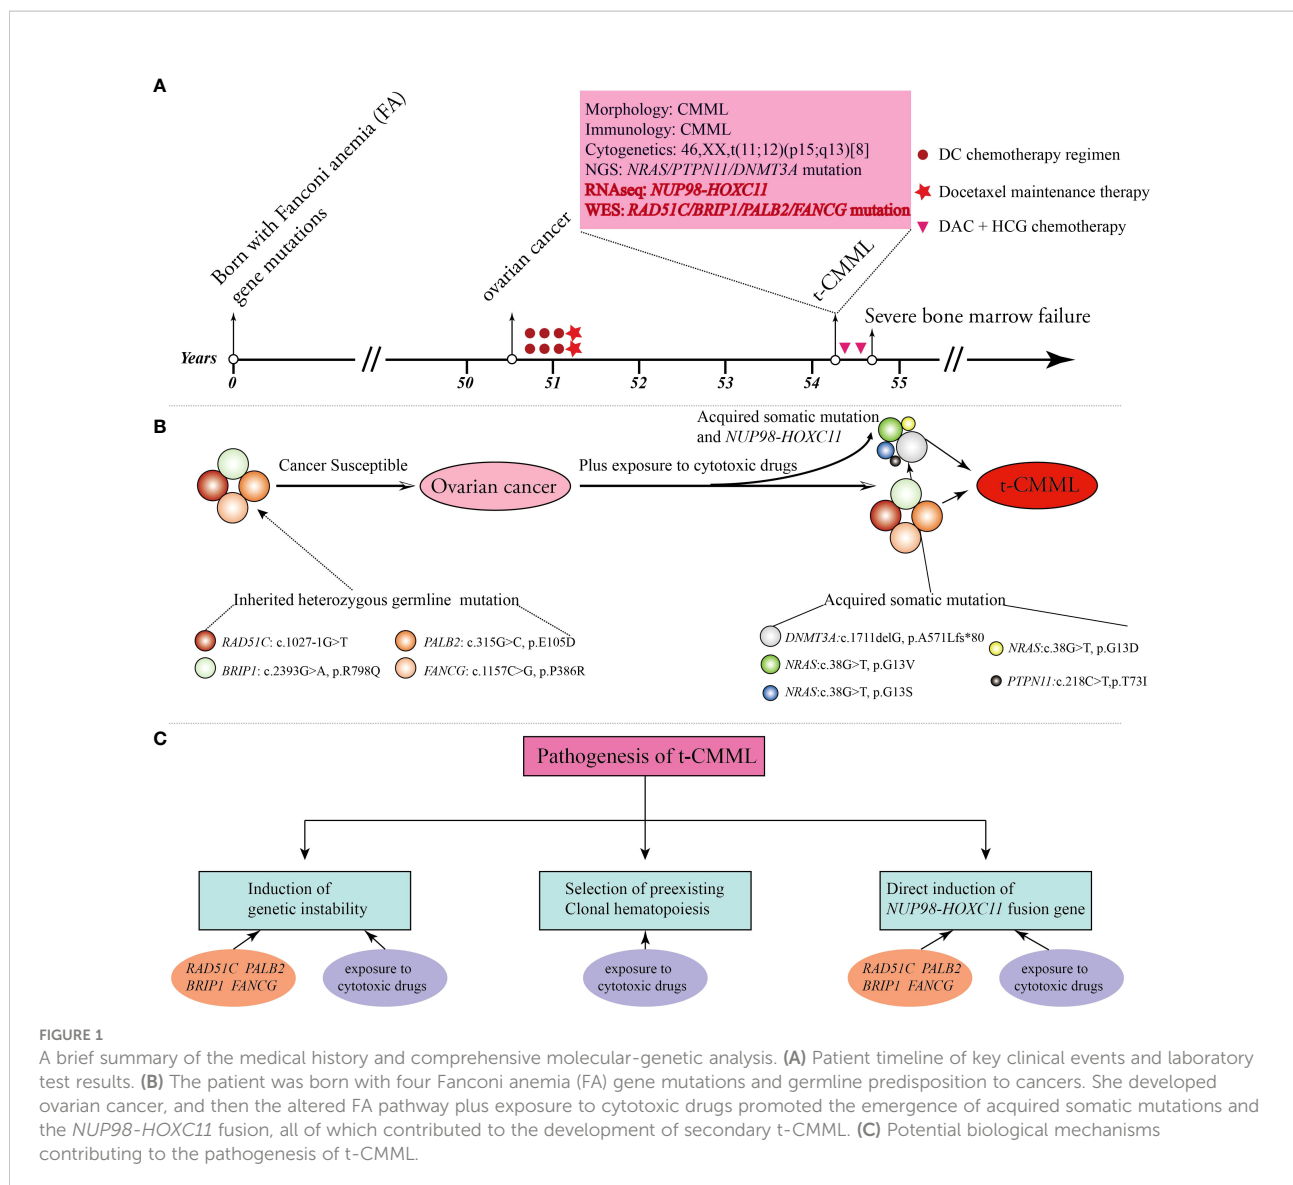 A
Born with Fanconi anemia (FA)
gene mutations
ovarian cancer
Morphology: CMML
Immunology: CMML
Cytogenetics: 46,XX,t(11;12)(p15;q13)[8]
NGS: NRAS/PTPN11/DNMT3A mutation
RNAseq: NUP98-HOXC11
WES: RAD51C/BRIP1/PALB2/FANCG mutation
DC chemotherapy regimen
Docetaxel maintenance therapy
DAC + HCG chemotherapy
t-CMML
Severe bone marrow failure
Years
0
50
51
52
53
54
55
B
Cancer Susceptible
Ovarian cancer
Plus exposure to cytotoxic drugs
Acquired somatic mutation
and NUP98-HOXC11
t-CMML
Inherited heterozygous germline mutation
RAD51C: c.1027-1G>T
PALB2: c.315G>C, p.E105D
BRIP1: c.2393G>A, p.R798Q
FANCG: c.1157C>G, p.P386R
Acquired somatic mutation
DNMT3A:c.1711delG, p.A571Lfs*80
NRAS:c.38G>T, p.G13D
NRAS:c.38G>T, p.G13V
PTPN11:c.218C>T,p.T73I
NRAS:c.38G>T, p.G13S
C
Pathogenesis of t-CMML
Induction of
genetic instability
Selection of preexisting
Clonal hematopoiesis
Direct induction of
NUP98-HOXC11 fusion gene
RAD51C PALB2
BRIP1 FANCG
exposure to
cytotoxic drugs
exposure to
cytotoxic drugs
RAD51C PALB2
BRIP1 FANCG
exposure to
cytotoxic drugs
FIGURE 1
A brief summary of the medical history and comprehensive molecular-genetic analysis. (A) Patient timeline of key clinical events and laboratory
test results. (B) The patient was born with four Fanconi anemia (FA) gene mutations and germline predisposition to cancers. She developed
ovarian cancer, and then the altered FA pathway plus exposure to cytotoxic drugs promoted the emergence of acquired somatic mutations and
the NUP98-HOXC11 fusion, all of which contributed to the development of secondary t-CMML. (C) Potential biological mechanisms
contributing to the pathogenesis of t-CMML.